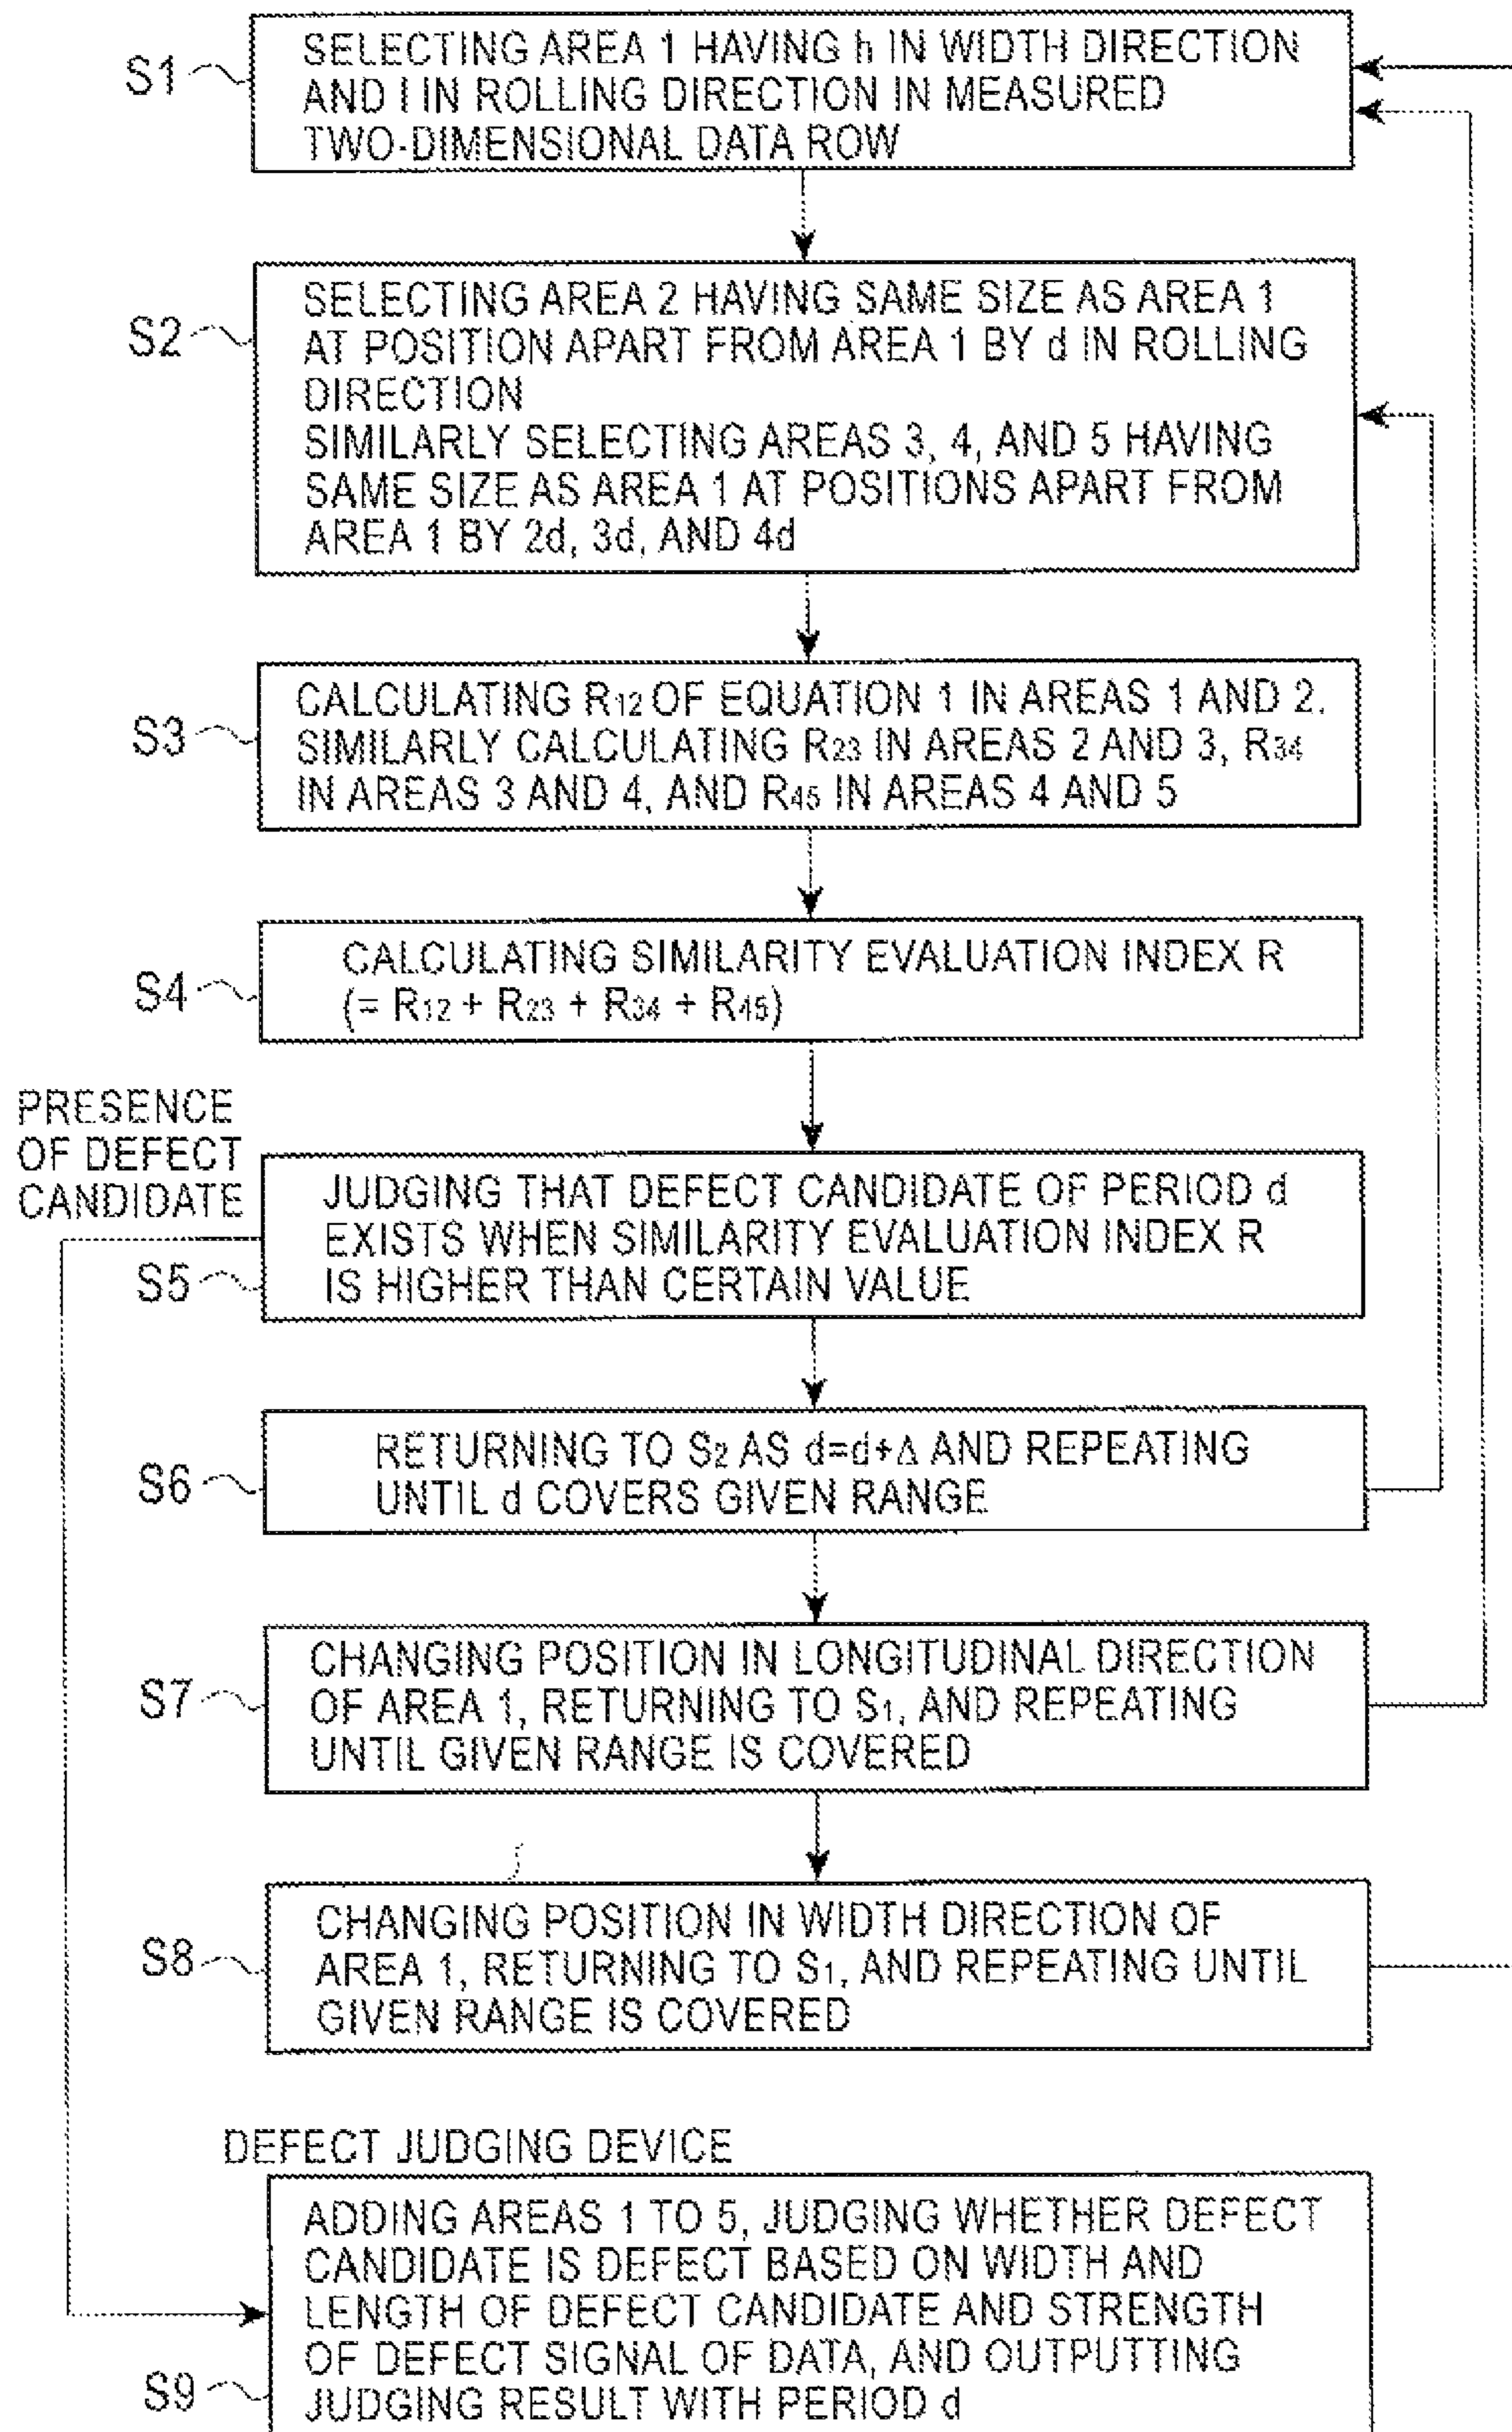 S1
SELECTING AREA 1 HAVING h IN WIDTH DIRECTION
AND l IN ROLLING DIRECTION IN MEASURED
TWO-DIMENSIONAL DATA ROW
S2
SELECTING AREA 2 HAVING SAME SIZE AS AREA 1
AT POSITION APART FROM AREA 1 BY d IN ROLLING
DIRECTION
SIMILARLY SELECTING AREAS 3, 4, AND 5 HAVING
SAME SIZE AS AREA 1 AT POSITIONS APART FROM
AREA 1 BY 2d, 3d, AND 4d
S3
CALCULATING R12 OF EQUATION 1 IN AREAS 1 AND 2.
SIMILARLY CALCULATING R23 IN AREAS 2 AND 3, R34
IN AREAS 3 AND 4, AND R45 IN AREAS 4 AND 5
S4
CALCULATING SIMILARITY EVALUATION INDEX R
(= R12 + R23 + R34 + R45)
PRESENCE
OF DEFECT
CANDIDATE
S5
JUDGING THAT DEFECT CANDIDATE OF PERIOD d
EXISTS WHEN SIMILARITY EVALUATION INDEX R
IS HIGHER THAN CERTAIN VALUE
S6
RETURNING TO S2 AS d=d+Δ AND REPEATING
UNTIL d COVERS GIVEN RANGE
S7
CHANGING POSITION IN LONGITUDINAL DIRECTION
OF AREA 1, RETURNING TO S1, AND REPEATING
UNTIL GIVEN RANGE IS COVERED
S8
CHANGING POSITION IN WIDTH DIRECTION OF
AREA 1, RETURNING TO S1, AND REPEATING UNTIL
GIVEN RANGE IS COVERED
DEFECT JUDGING DEVICE
S9
ADDING AREAS 1 TO 5, JUDGING WHETHER DEFECT
CANDIDATE IS DEFECT BASED ON WIDTH AND
LENGTH OF DEFECT CANDIDATE AND STRENGTH
OF DEFECT SIGNAL OF DATA, AND OUTPUTTING
JUDGING RESULT WITH PERIOD d